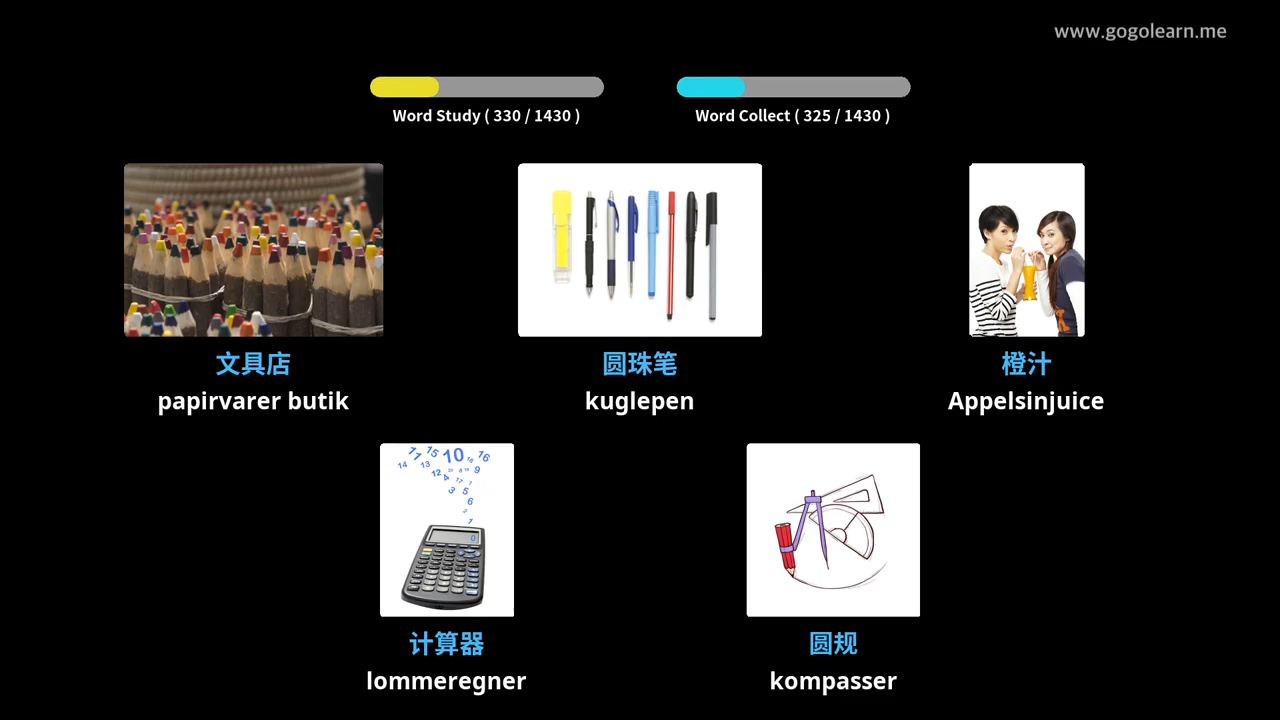 www.gogolearn.me
Word Study ( 330 / 1430 )
Word Collect ( 325 / 1430 )
文具店
papirvarer butik
圆珠笔
kuglepen
橙汁
Appelsinjuice
计算器
lommeregner
圆规
kompasser